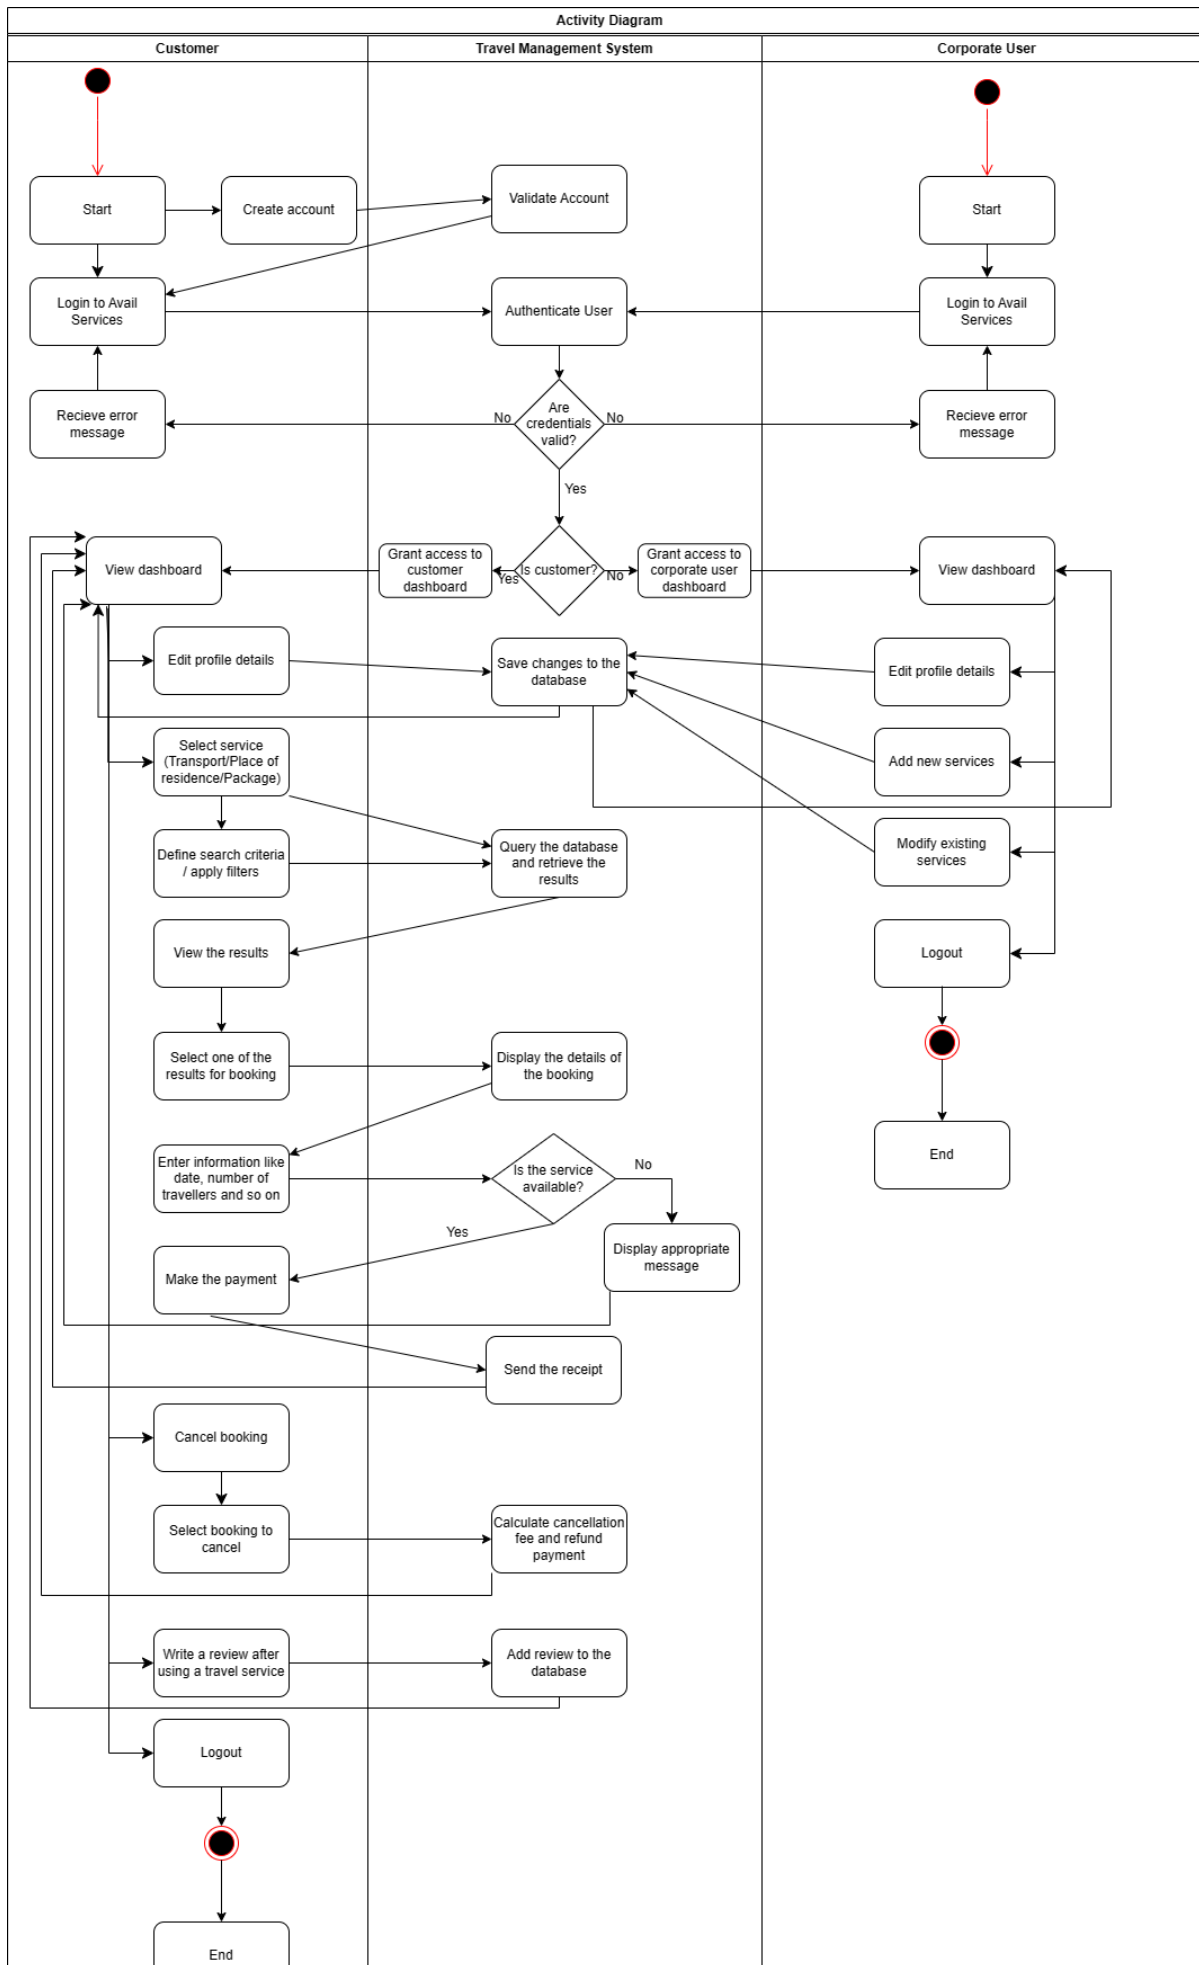 Activity Diagram
Customer
Travel Management System
Corporate User
Start
Create account
Validate Account
Start
Login to Avail
Services
Authenticate User
Login to Avail
Services
Recieve error
message
No
Are
credentials
valid?
No
Recieve error
message
Yes
View dashboard
Grant access to
customer
dashboard
Yes
Is customer?
No
Grant access to
corporate user
dashboard
View dashboard
Edit profile details
Save changes to the
database
Edit profile details
Select service
(Transport/Place of
residence/Package)
Add new services
Define search criteria
/ apply filters
Query the database
and retrieve the
results
Modify existing
services
View the results
Logout
Select one of the
results for booking
Display the details of
the booking
Enter information like
date, number of
travellers and so on
Is the service
available?
No
End
Yes
Make the payment
Display appropriate
message
Send the receipt
Cancel booking
Select booking to
cancel
Calculate cancellation
fee and refund
payment
Write a review after
using a travel service
Add review to the
database
Logout
End